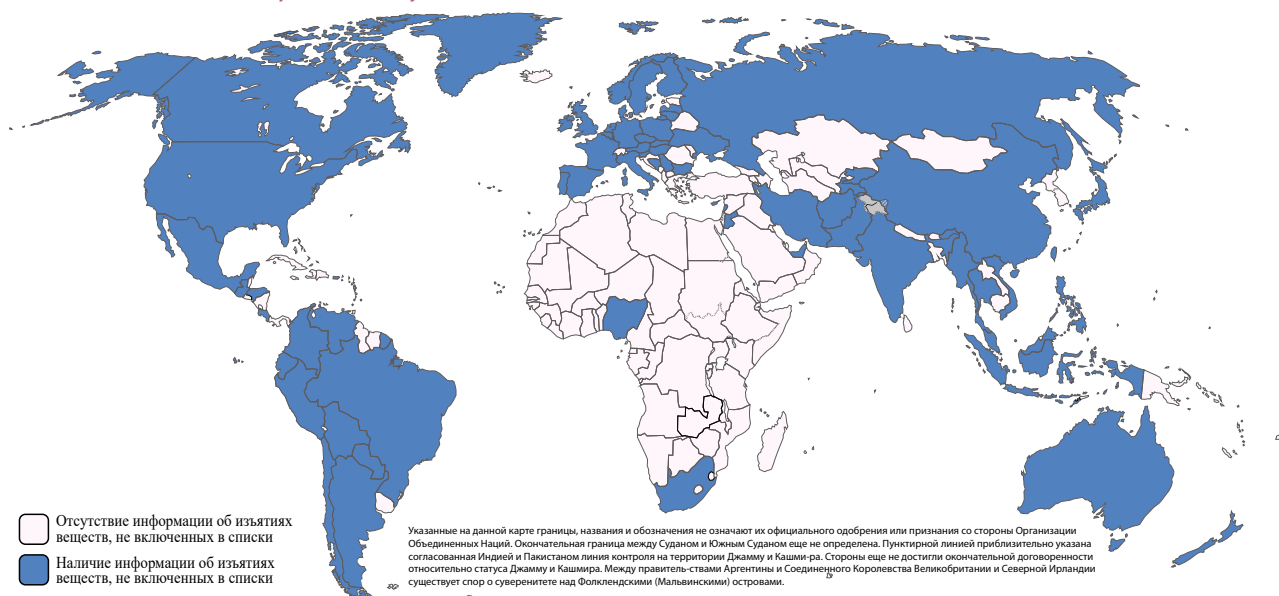 Отсутствие информации об изъятиях
веществ, не включенных в списки
Наличие информации об изъятиях
веществ, не включенных в списки
Указанные на данной карте границы, названия и обозначения не означают их официального одобрения или признания со стороны Организации
Объединенных Наций. Окончательная граница между Суданом и Южным Суданом еще не определена. Пунктирной линией приблизительно указана
согласованная Индией и Пакистаном линия контроля на территории Джамму и Кашми-ра. Стороны еще не достигли окончательной договоренности
относительно статуса Джамму и Кашмира. Между правитель-ствами Аргентины и Соединенного Королевства Великобритании и Северной Ирландии
существует спор о суверенитете над Фолклендскими (Мальвинскими) островами.